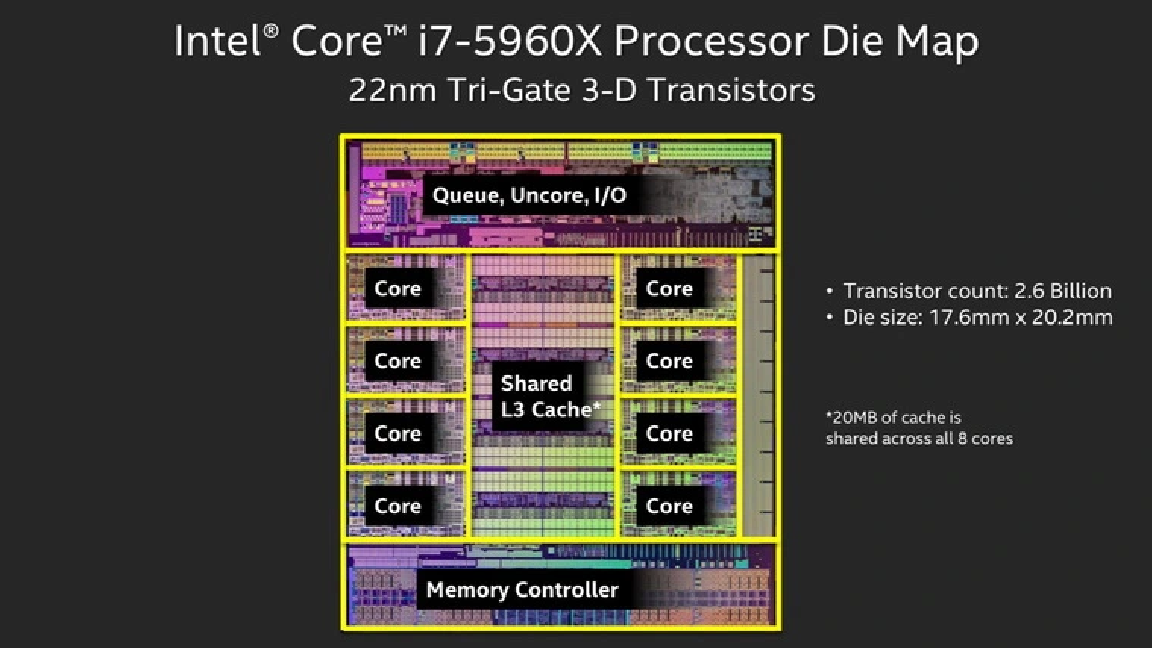 Intel® Core™ i7-5960X Processor Die Map
22nm Tri-Gate 3-D Transistors
Queue, Uncore, I/O
Core
Core
Core
Core
Shared
L3 Cache*
Core
Core
Core
Core
Memory Controller
• Transistor count: 2.6 Billion
• Die size: 17.6mm x 20.2mm
*20MB of cache is
shared across all 8 cores